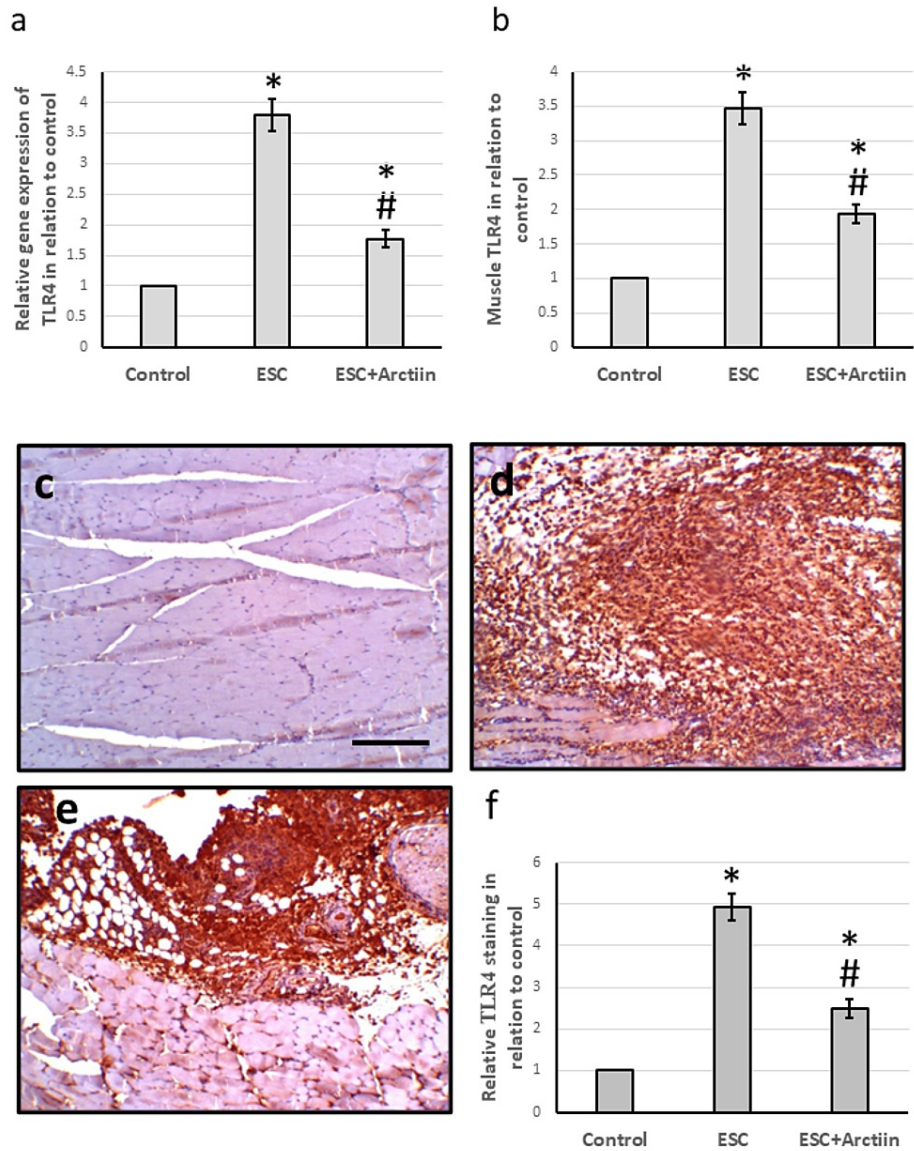 a
Relative gene expression of
TLR4 in relation to control
4.5
4
3.5
3
2.5
2
1.5
1
0.5
0
*
*
#
Control ESC ESC+Arctiin
b
Muscle TLR4 in relation to
control
4
3.5
3
2.5
2
1.5
1
0.5
0
*
*
#
Control ESC ESC+Arctiin
c
d
e
f
Relative TLR4 staining in
relation to control
6
5
4
3
2
1
0
*
*
#
Control ESC ESC+Arctiin